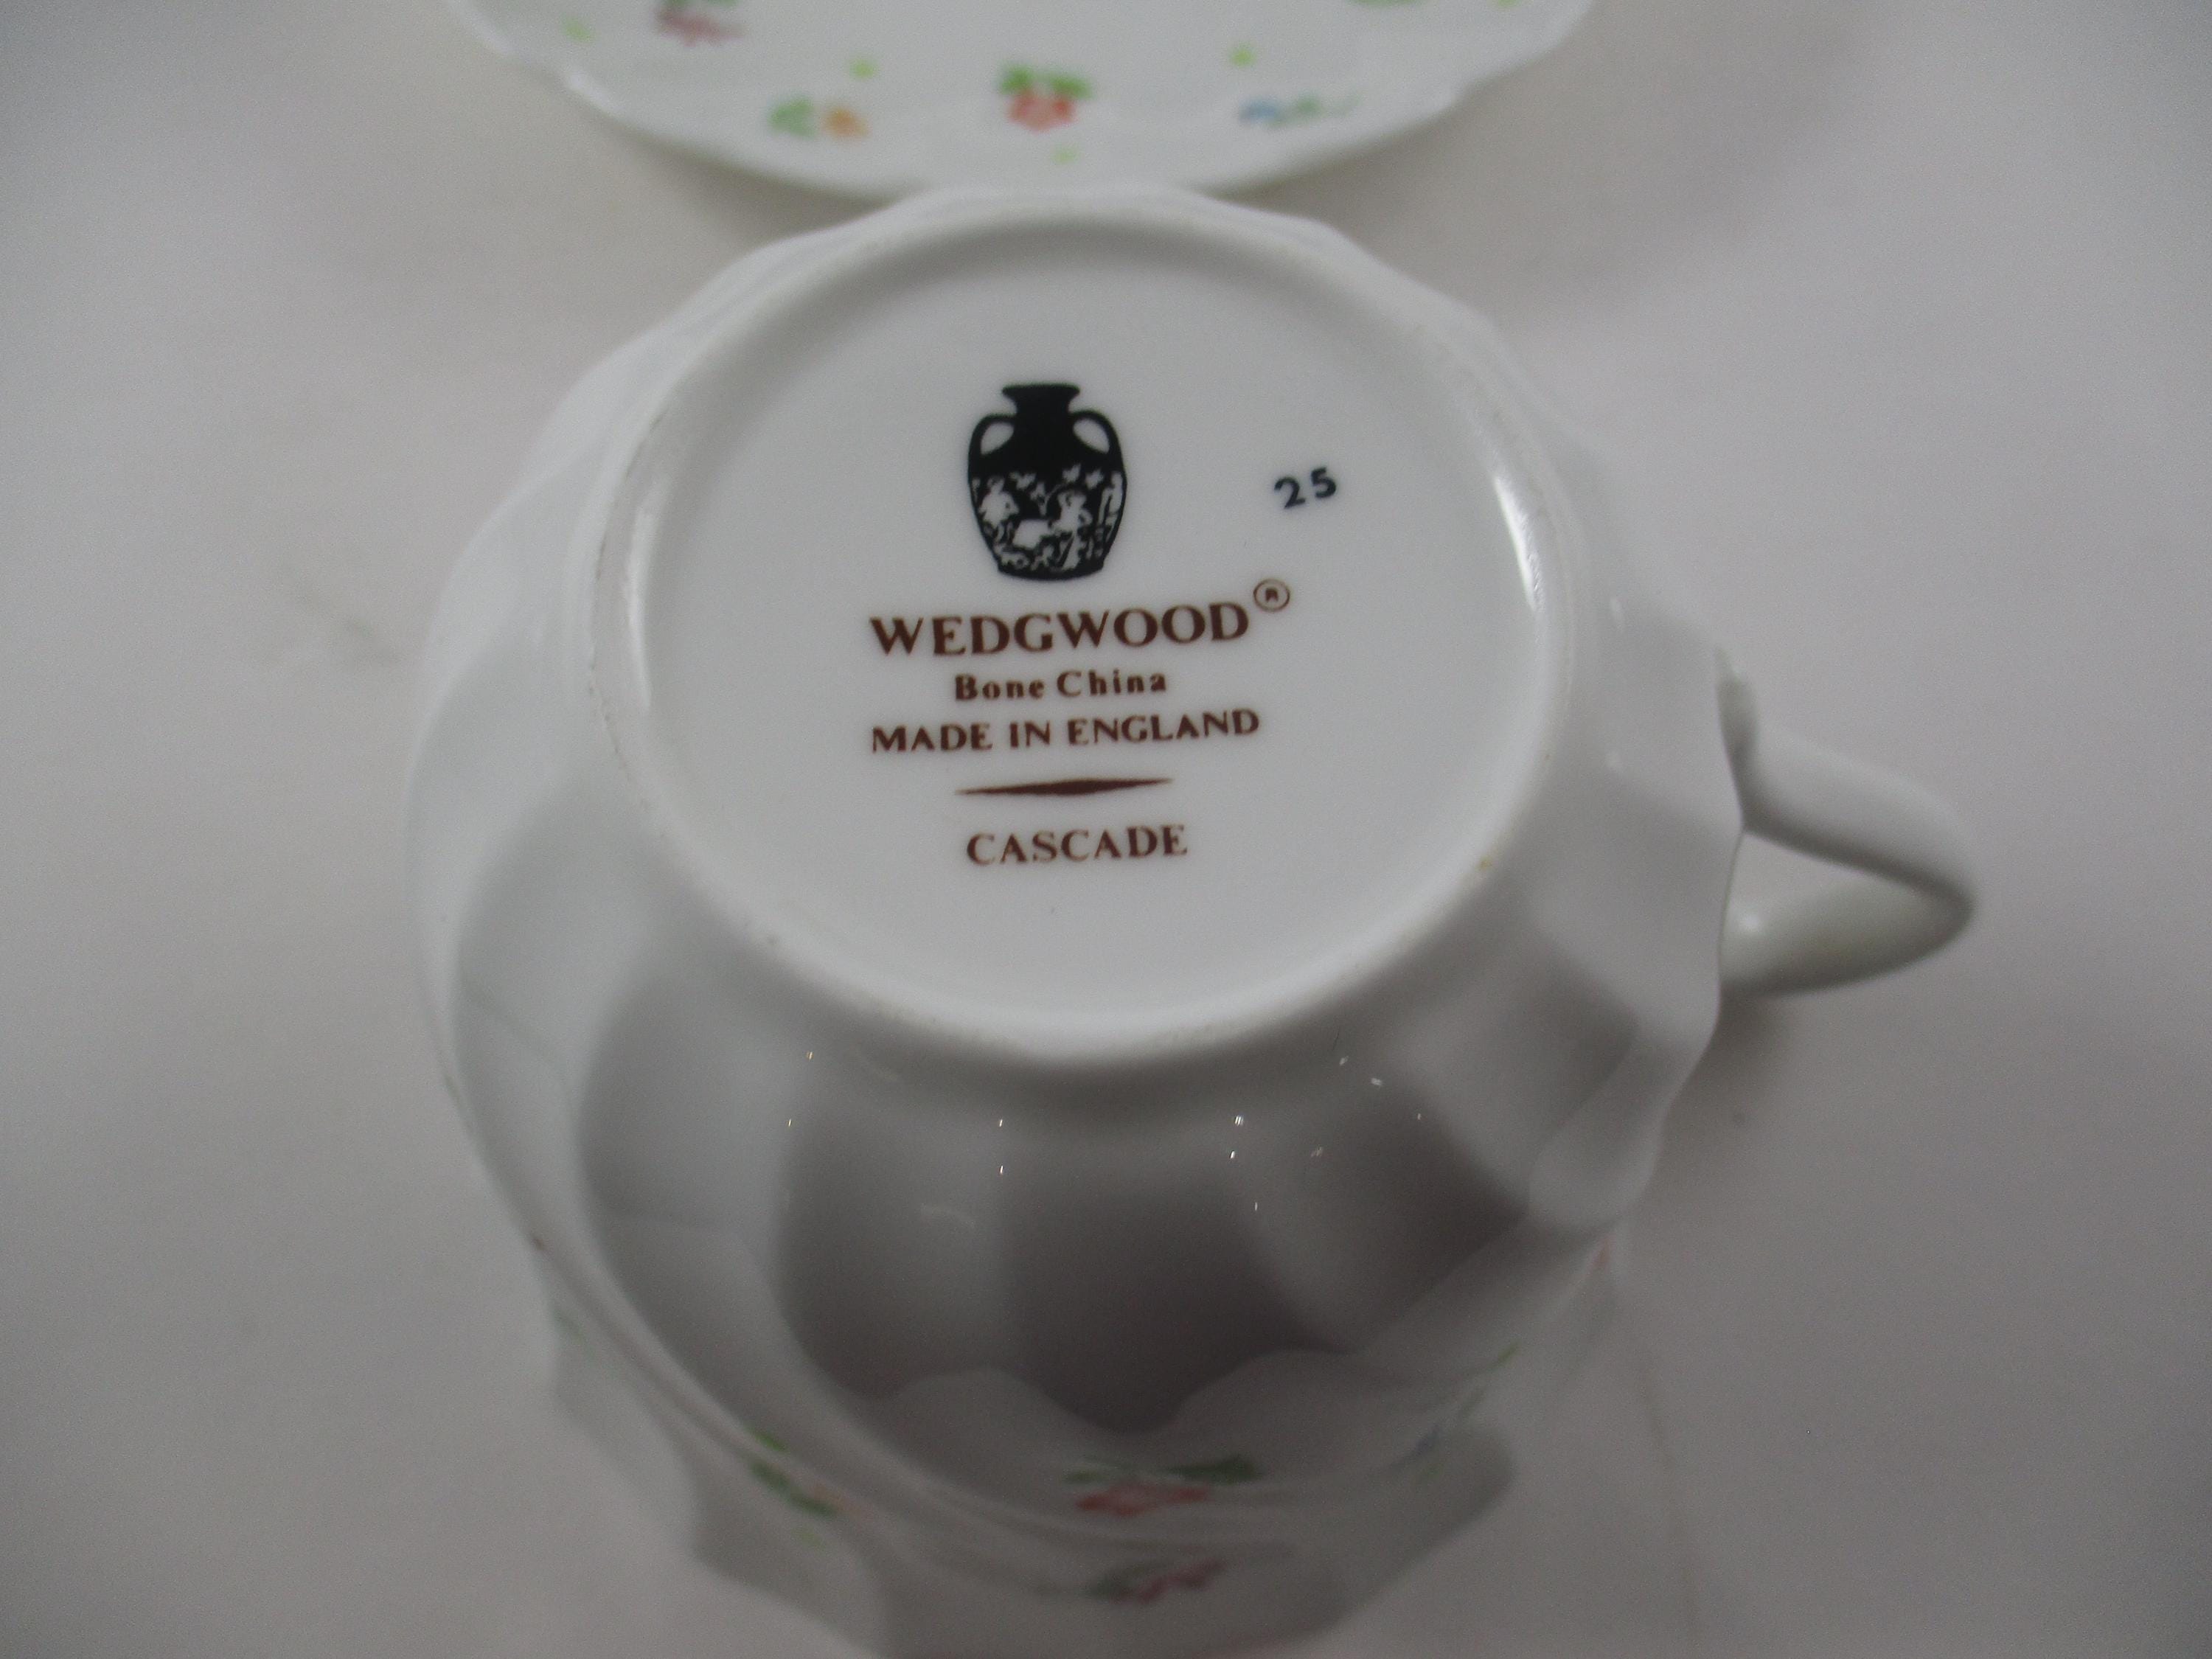 25
WEDGWOOD®
Bone China
MADE IN ENGLAND
CASCADE